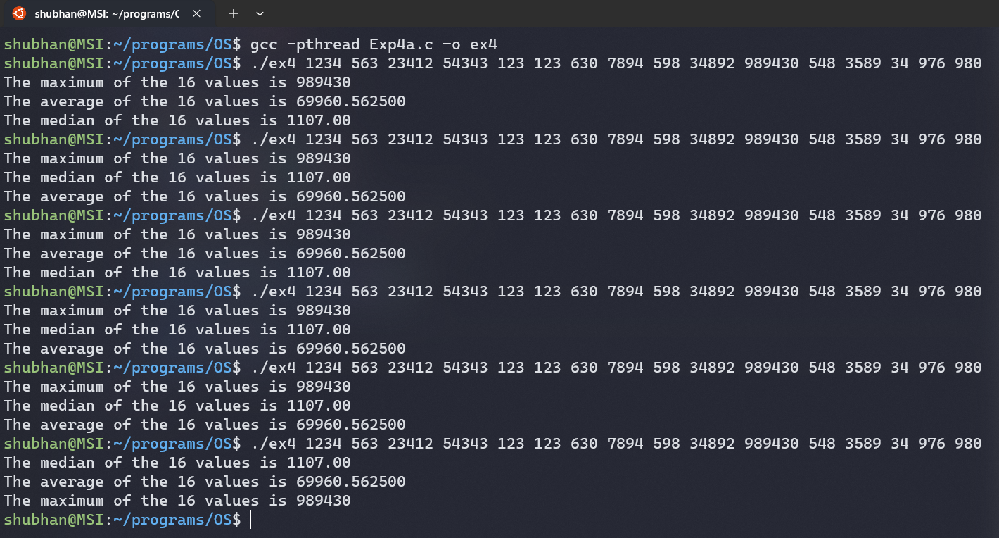 shubhan@MSI: ~/programs/C
shubhan@MSI:~/programs/OS$ gcc -pthread Exp4a.c -o ex4
shubhan@MSI:~/programs/OS$ ./ex4 1234 563 23412 54343 123 123 630 7894 598 34892 989430 548 3589 34 976 980
The maximum of the 16 values is 989430
The average of the 16 values is 69960.562500
The median of the 16 values is 1107.00
shubhan@MSI:~/programs/OS$ ./ex4 1234 563 23412 54343 123 123 630 7894 598 34892 989430 548 3589 34 976 980
The maximum of the 16 values is 989430
The median of the 16 values is 1107.00
The average of the 16 values is 69960.562500
shubhan@MSI:~/programs/OS$ ./ex4 1234 563 23412 54343 123 123 630 7894 598 34892 989430 548 3589 34 976 980
The maximum of the 16 values is 989430
The average of the 16 values is 69960.562500
The median of the 16 values is 1107.00
shubhan@MSI:~/programs/OS$ ./ex4 1234 563 23412 54343 123 123 630 7894 598 34892 989430 548 3589 34 976 980
The maximum of the 16 values is 989430
The median of the 16 values is 1107.00
The average of the 16 values is 69960.562500
shubhan@MSI:~/programs/OS$ ./ex4 1234 563 23412 54343 123 123 630 7894 598 34892 989430 548 3589 34 976 980
The maximum of the 16 values is 989430
The median of the 16 values is 1107.00
The average of the 16 values is 69960.562500
shubhan@MSI:~/programs/OS$ ./ex4 1234 563 23412 54343 123 123 630 7894 598 34892 989430 548 3589 34 976 980
The median of the 16 values is 1107.00
The average of the 16 values is 69960.562500
The maximum of the 16 values is 989430
shubhan@MSI:~/programs/OS$